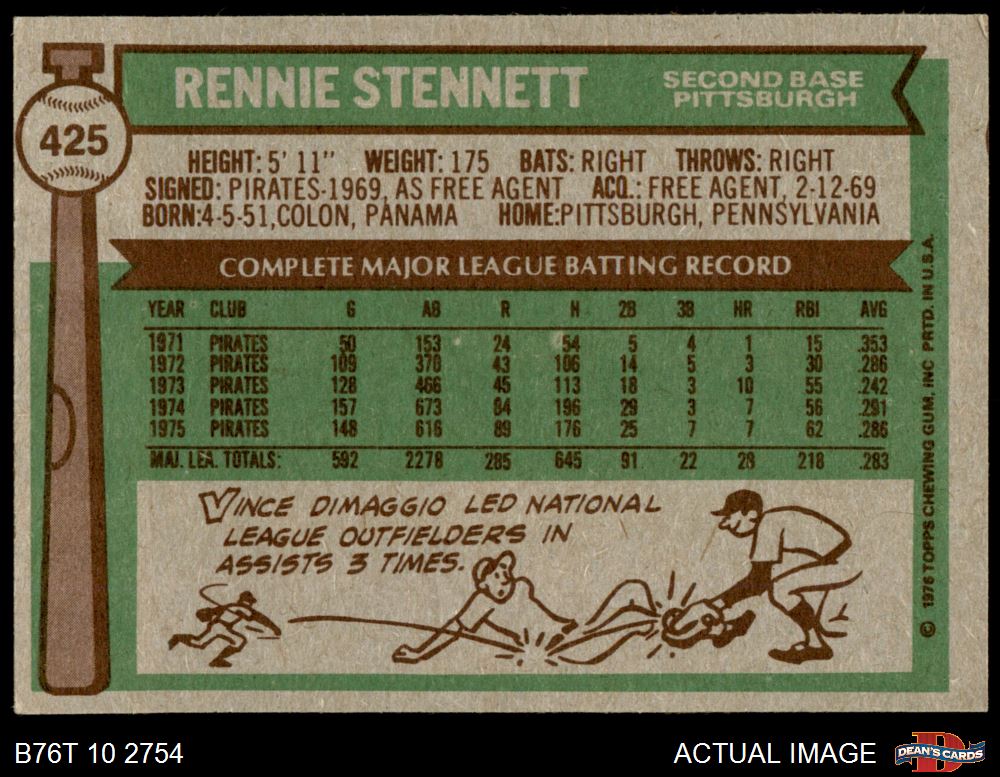 425
RENNIE STENNETT
SECOND BASE
PITTSBURGH
HEIGHT: 5' 11" WEIGHT: 175 BATS: RIGHT THROWS: RIGHT
SIGNED: PIRATES-1969, AS FREE AGENT ACQ.: FREE AGENT, 2-12-69
BORN:4-5-51,COLON, PANAMA HOME:PITTSBURGH, PENNSYLVANIA
COMPLETE MAJOR LEAGUE BATTING RECORD
YEAR CLUB G AB R H 2B 3B HR RBI AVG
1971 PIRATES 50 153 24 54 5 4 1 15 .353
1972 PIRATES 109 370 43 106 14 5 3 30 .286
1973 PIRATES 128 466 45 113 18 3 10 55 .242
1974 PIRATES 157 673 84 196 29 3 7 56 .291
1975 PIRATES 148 616 89 176 25 7 7 62 .286
MAJ. LEA. TOTALS: 592 2278 285 645 91 22 28 218 .283
VINCE DIMAGGIO LED NATIONAL
LEAGUE OUTFIELDERS IN
ASSISTS 3 TIMES.
© 1976 TOPPS CHEWING GUM, INC PRTD. IN U.S.A.
B76T 10 2754
ACTUAL IMAGE
D
DEAN'S CARDS